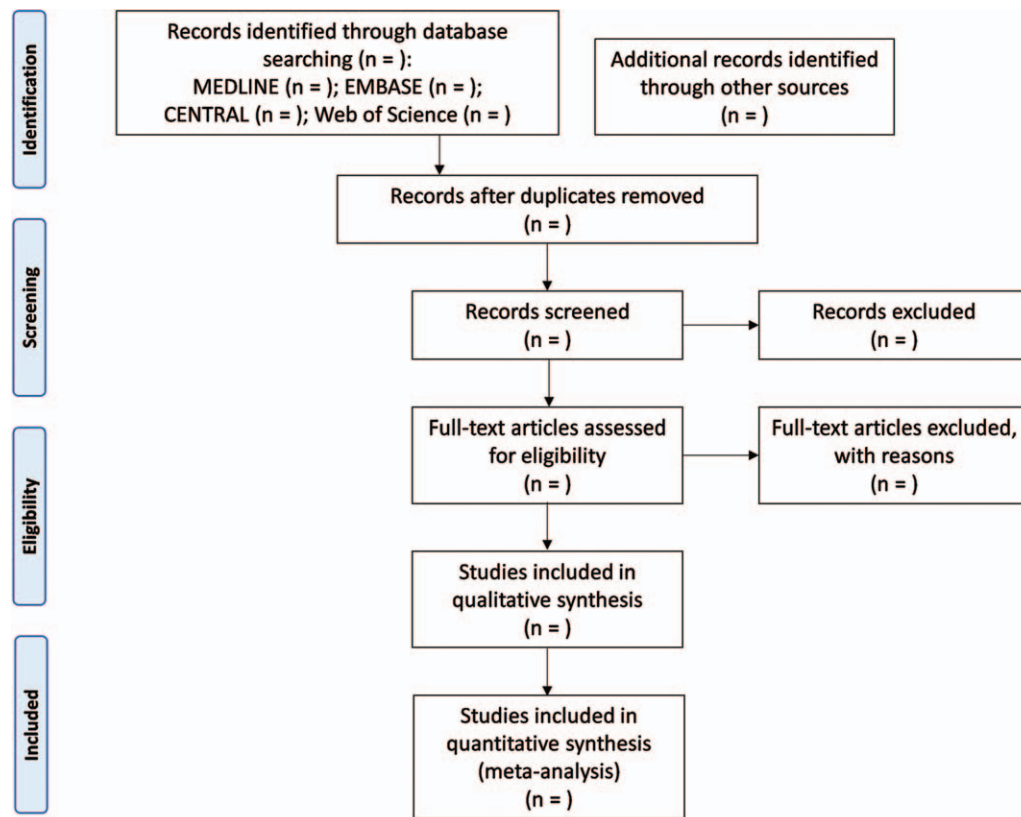 Identification
Records identified through database
searching (n = ):
MEDLINE (n = ); EMBASE (n = );
CENTRAL (n = ); Web of Science (n = )
Additional records identified
through other sources
(n = )
Records after duplicates removed
(n = )
Screening
Records screened
(n = )
Records excluded
(n = )
Eligibility
Full-text articles assessed
for eligibility
(n = )
Full-text articles excluded,
with reasons
(n = )
Studies included in
qualitative synthesis
(n = )
Included
Studies included in
quantitative synthesis
(meta-analysis)
(n = )